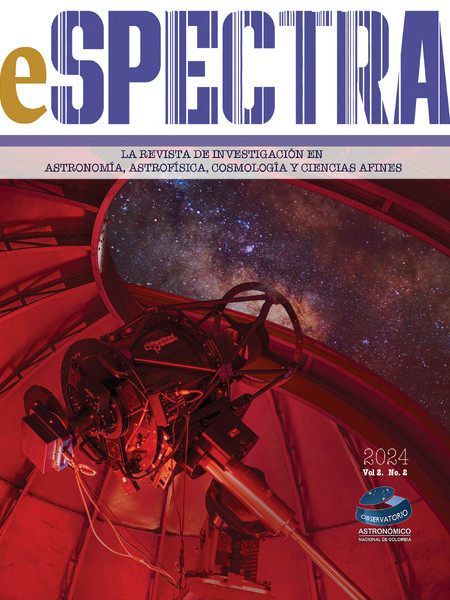 eSPECTRA
LA REVISTA DE INVESTIGACIÓN EN
ASTRONOMÍA, ASTROFÍSICA, COSMOLOGÍA Y CIENCIAS AFINES
2024
Vol 2. No. 2
OBSERVATORIO
ASTRONÓMICO
NACIONAL DE COLOMBIA